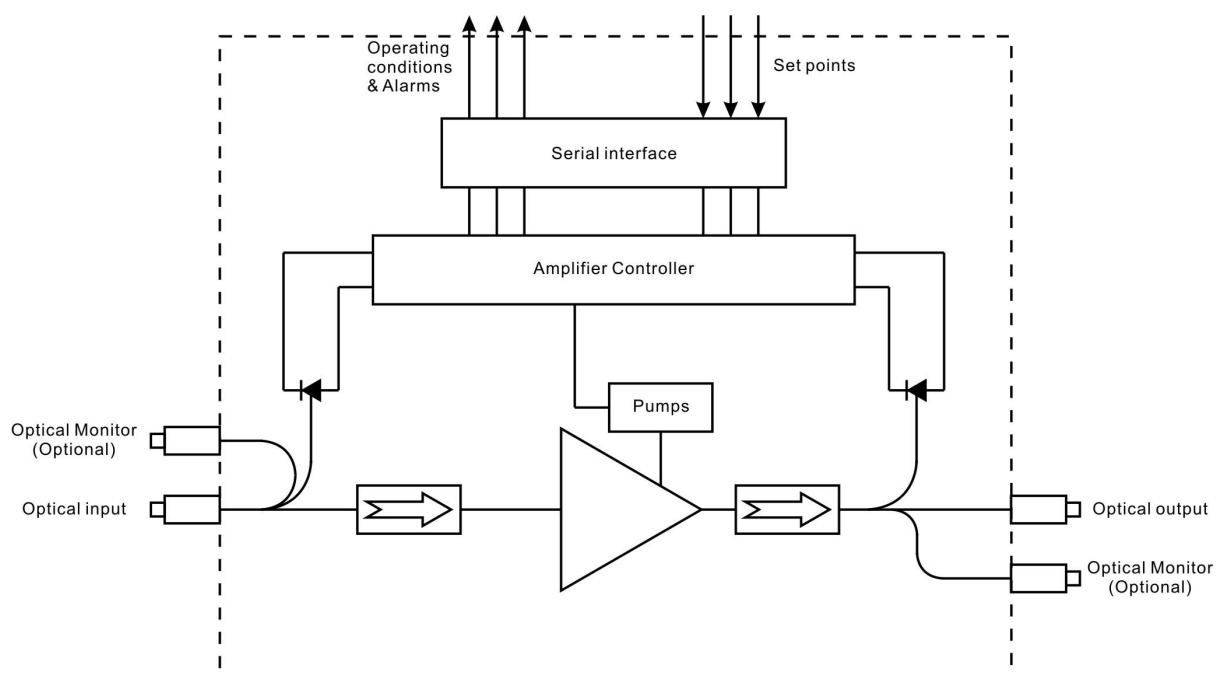 Operating
conditions
& Alarms
Set points
Serial interface
Amplifier Controller
Pumps
Optical Monitor
(Optional)
Optical input
Optical output
Optical Monitor
(Optional)